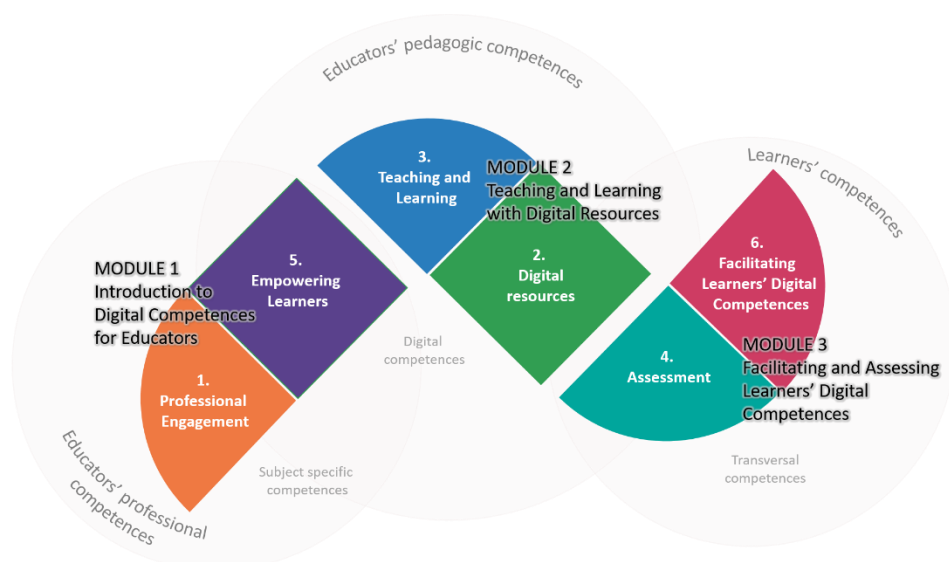 Educators' pedagogic competences
3.
Teaching and
Learning
MODULE 2
Teaching and Learning
with Digital Resources
Learners' competences
5.
Empowering
Learners
MODULE 1
Introduction to
Digital Competences
for Educators
2.
Digital
resources
6.
Facilitating
Learners' Digital
Competences
Digital
competences
MODULE 3
Facilitating and Assessing
Learners' Digital
Competences
4.
Assessment
1.
Professional
Engagement
Educators' professional
competences
Subject specific
competences
Transversal
competences